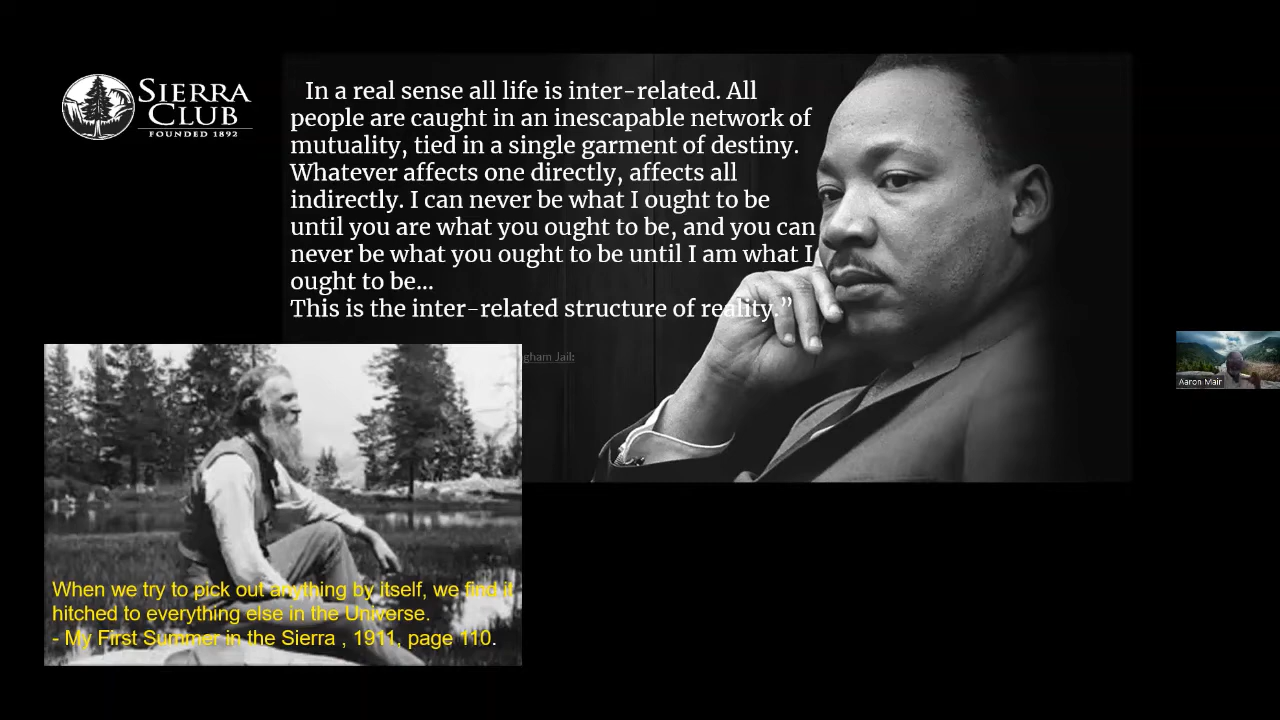 SIERRA
CLUB
FOUNDED 1892
In a real sense all life is inter-related. All
people are caught in an inescapable network of
mutuality, tied in a single garment of destiny.
Whatever affects one directly, affects all
indirectly. I can never be what I ought to be
until you are what you ought to be, and you can
never be what you ought to be until I am what I
ought to be...
This is the inter-related structure of reality.”
gham Jail:
When we try to pick out anything by itself, we find it
hitched to everything else in the Universe.
- My First Summer in the Sierra , 1911, page 110.
Aaron Mair